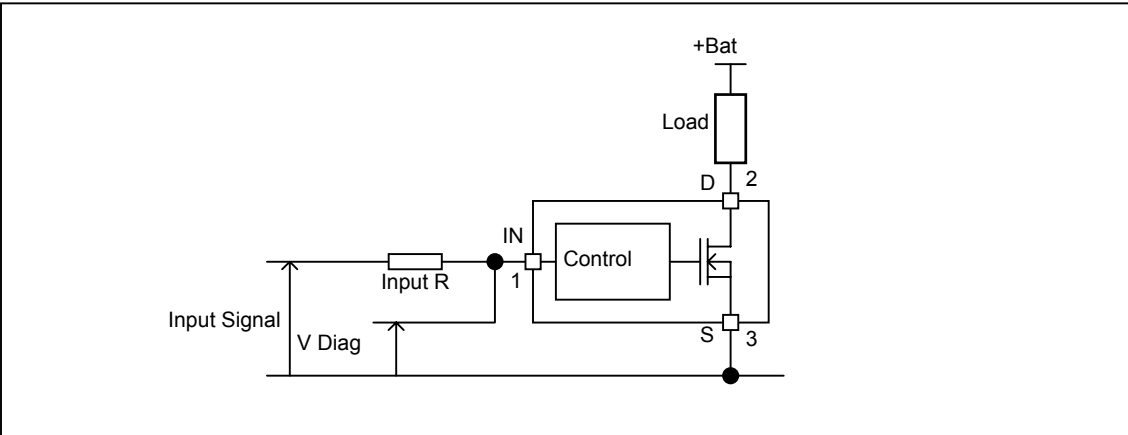 +Bat
Load
D 2
IN
Control
Input R 1
Input Signal
V Diag
S 3